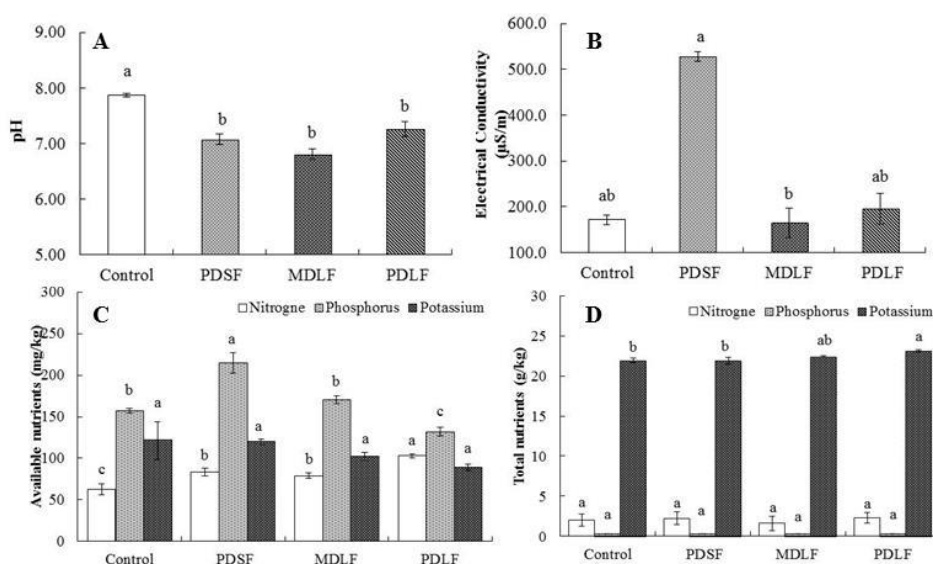 A
9.00
8.00
7.00
6.00
5.00
pH
a
b
b
b
Control PDSF MDLF PDLF
B
600.0
500.0
400.0
300.0
200.0
100.0
Electrical Conductivity
(μS/m)
ab
a
b
ab
Control PDSF MDLF PDLF
C
Nitrogne Phosphorus Potassium
300
250
200
150
100
50
0
Available nutrients (mg/kg)
c b a
b a a
b b a
a c a
Control PDSF MDLF PDLF
D
Nitrogne Phosphorus Potassium
30
25
20
15
10
5
0
Total nutrients (g/kg)
a a b
a a b
a a ab
a a a
Control PDSF MDLF PDLF